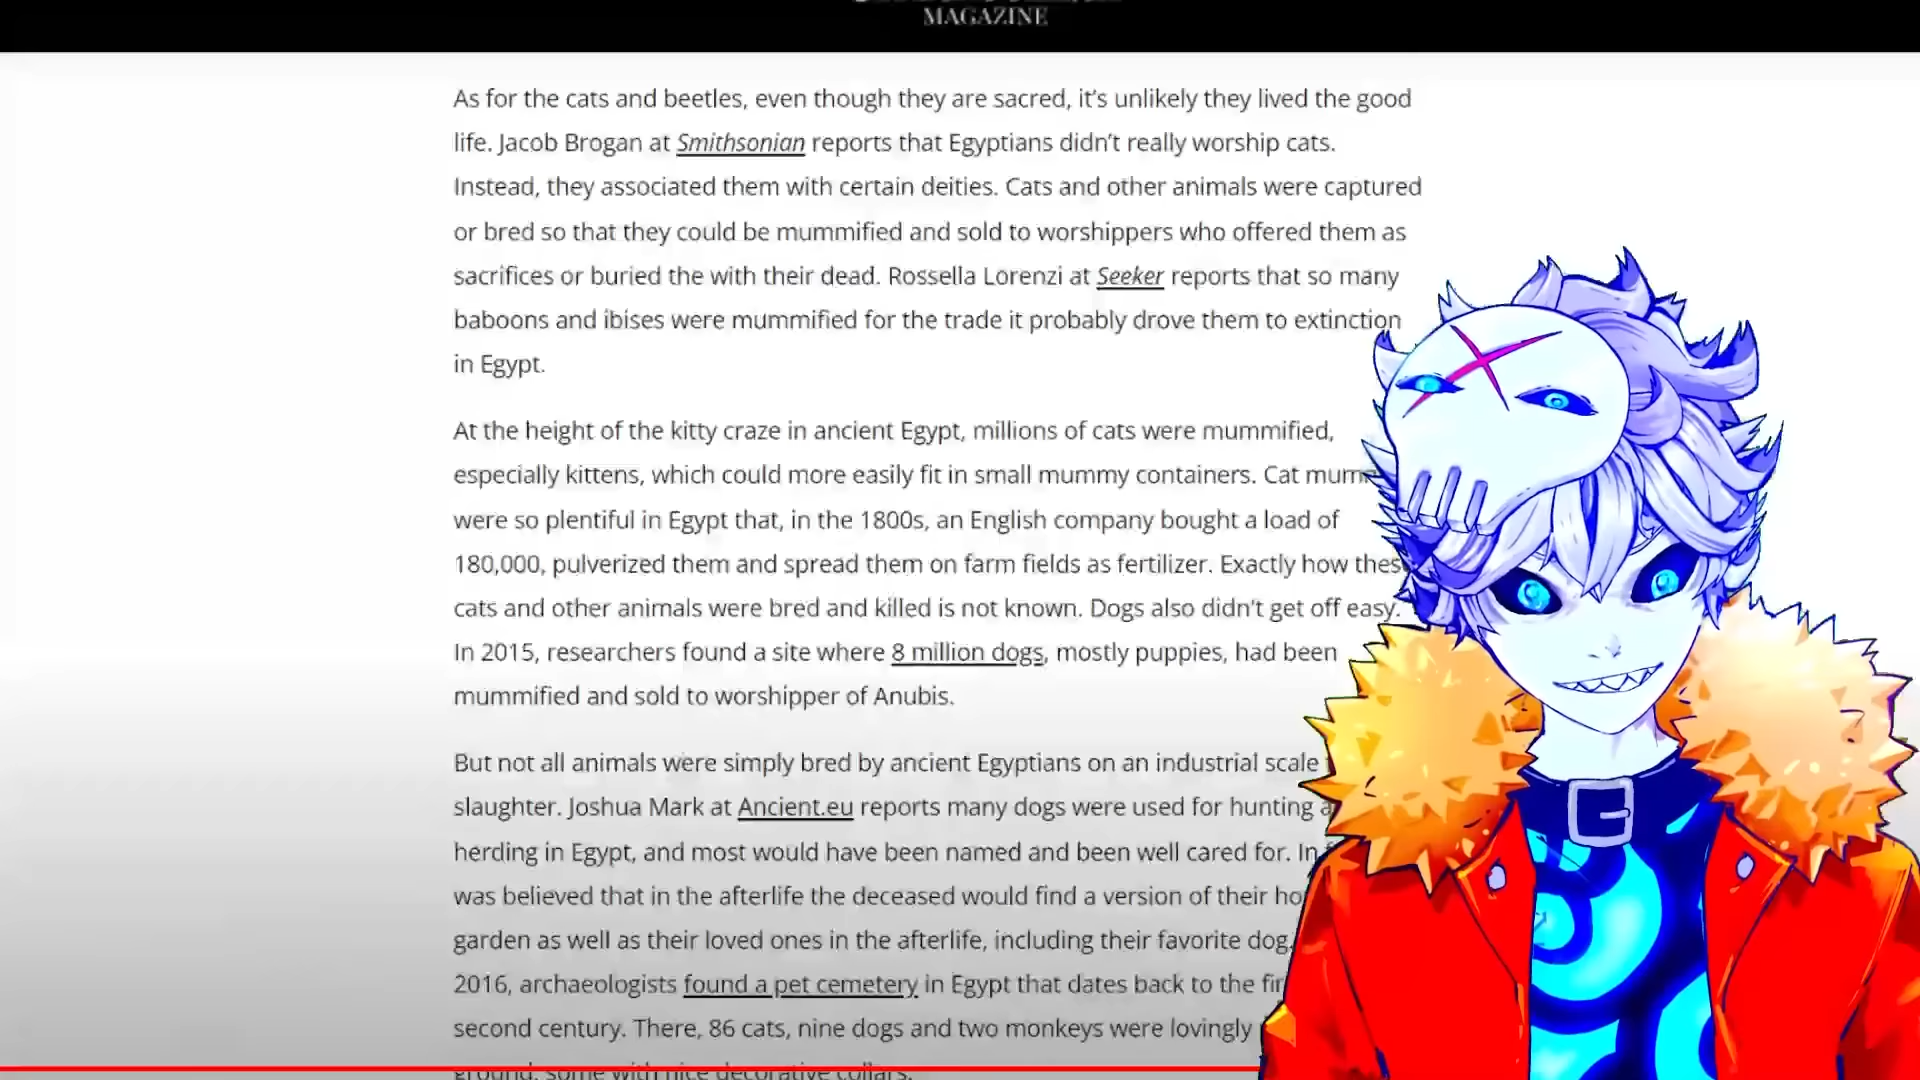 MAGAZINE
As for the cats and beetles, even though they are sacred, it’s unlikely they lived the good
life. Jacob Brogan at Smithsonian reports that Egyptians didn’t really worship cats.
Instead, they associated them with certain deities. Cats and other animals were captured
or bred so that they could be mummified and sold to worshippers who offered them as
sacrifices or buried the with their dead. Rossella Lorenzi at Seeker reports that so many
baboons and ibises were mummified for the trade it probably drove them to extinction
in Egypt.
At the height of the kitty craze in ancient Egypt, millions of cats were mummified,
especially kittens, which could more easily fit in small mummy containers. Cat
were so plentiful in Egypt that, in the 1800s, an English company bought a load of
180,000, pulverized them and spread them on farm fields as fertilizer. Exactly how
cats and other animals were bred and killed is not known. Dogs also didn’t get off easy.
In 2015, researchers found a site where 8 million dogs, mostly puppies, had been
mummified and sold to worshipper of Anubis.
But not all animals were simply bred by ancient Egyptians on an industrial scale
slaughter. Joshua Mark at Ancient.eu reports many dogs were used for hunting
herding in Egypt, and most would have been named and been well cared for. In
was believed that in the afterlife the deceased would find a version of their
garden as well as their loved ones in the afterlife, including their favorite dog.
2016, archaeologists found a pet cemetery in Egypt that dates back to the
second century. There, 86 cats, nine dogs and two monkeys were lovingly
ground, some with nice decorative collars.